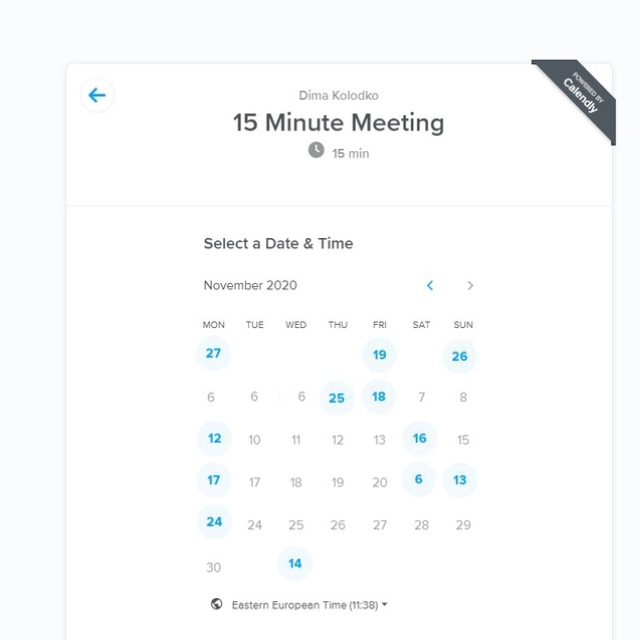 POWERED BY
Calendly
Dima Kolodko
15 Minute Meeting
15 min
Select a Date & Time
November 2020
MON TUE WED THU FRI SAT SUN
27 19 26
6 6 6 25 18 7 8
12 10 11 12 13 16 15
17 17 18 19 20 6 13
24 24 25 26 27 28 29
30 14
Eastern European Time (11:38)